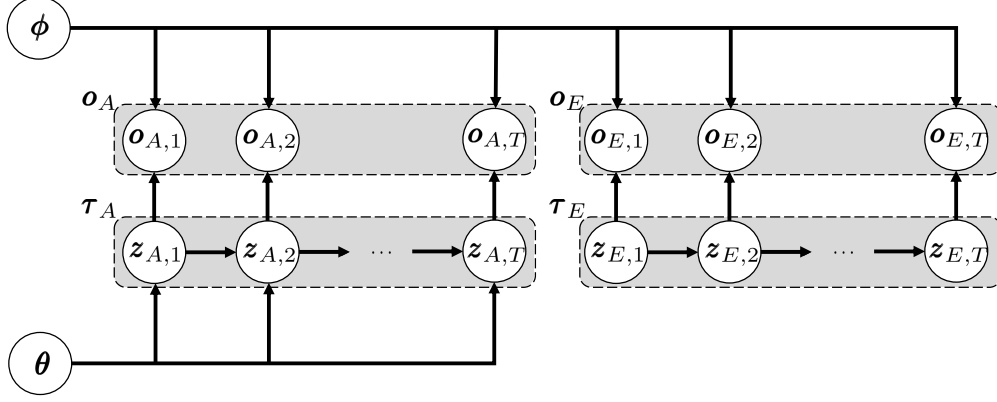 ϕ
o_A o_E
o_{A,1} o_{A,2} o_{A,T} o_{E,1} o_{E,2} o_{E,T}
τ_A τ_E
z_{A,1} z_{A,2} ⋯ z_{A,T} z_{E,1} z_{E,2} ⋯ z_{E,T}
θ